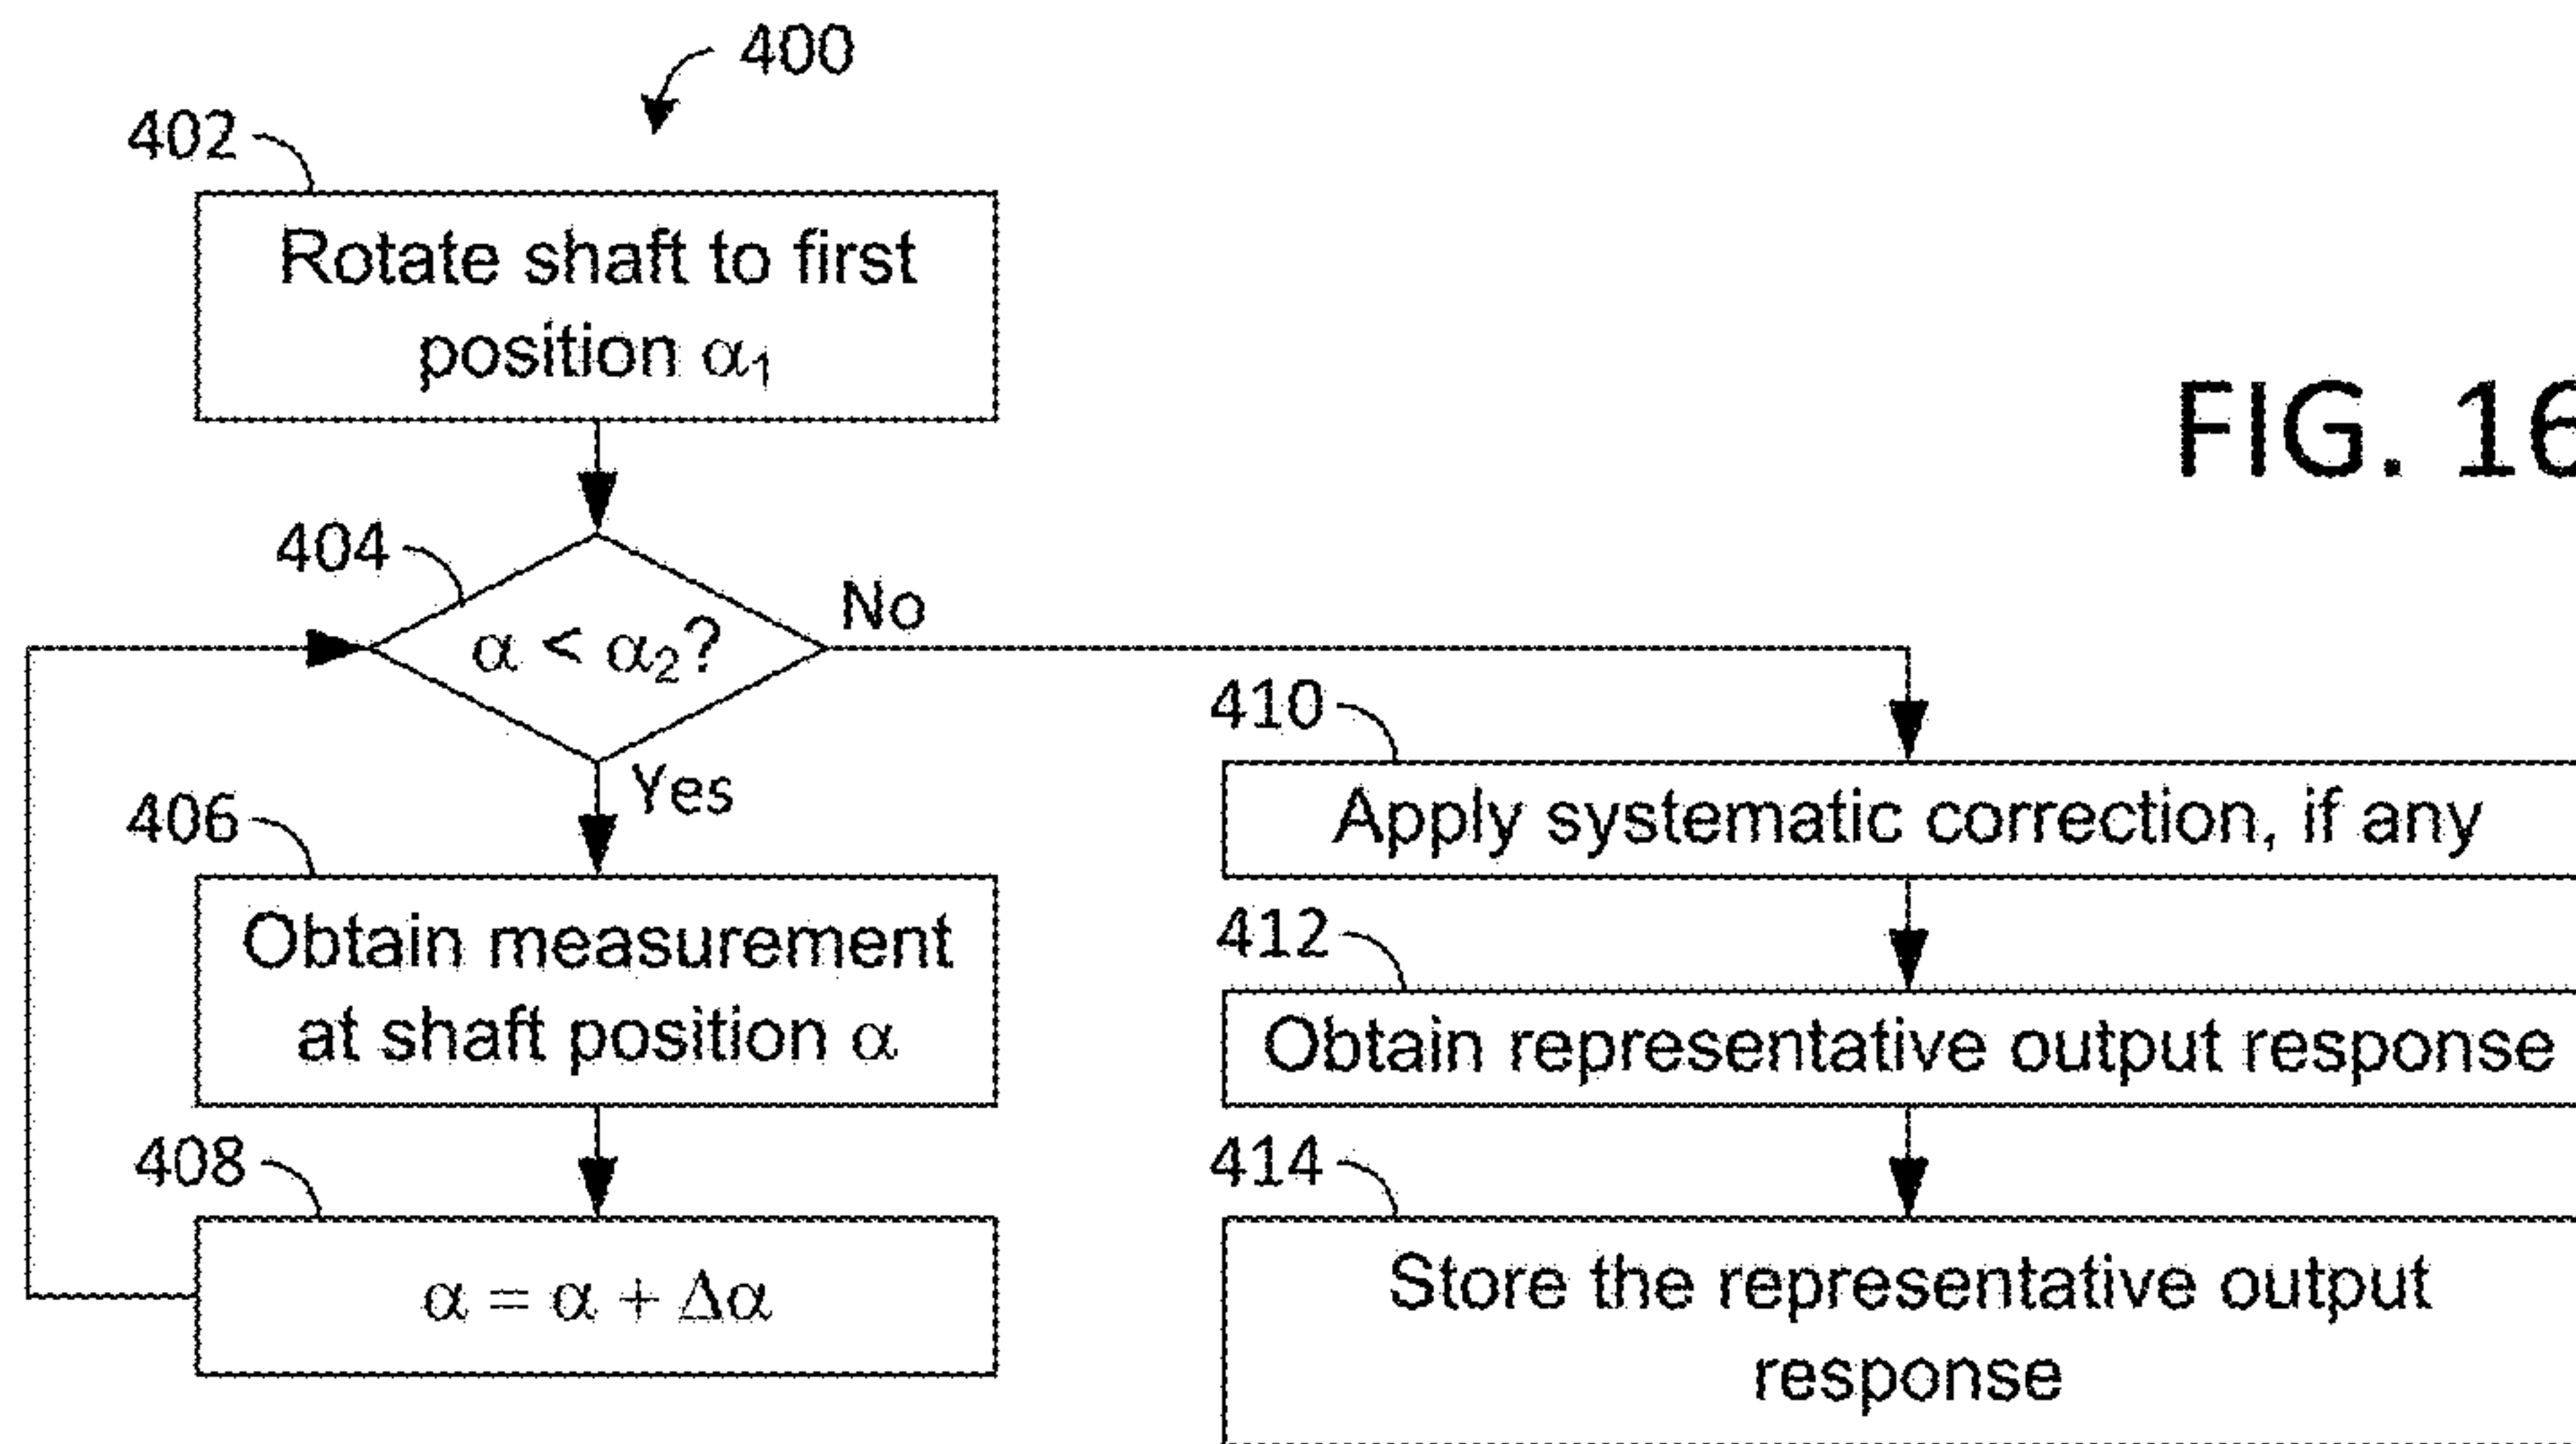 400
402
Rotate shaft to first
position α₁
FIG. 16
404
α < α₂?
No
Yes
406
Obtain measurement
at shaft position α
408
α = α + Δα
410
Apply systematic correction, if any
412
Obtain representative output response
414
Store the representative output
response